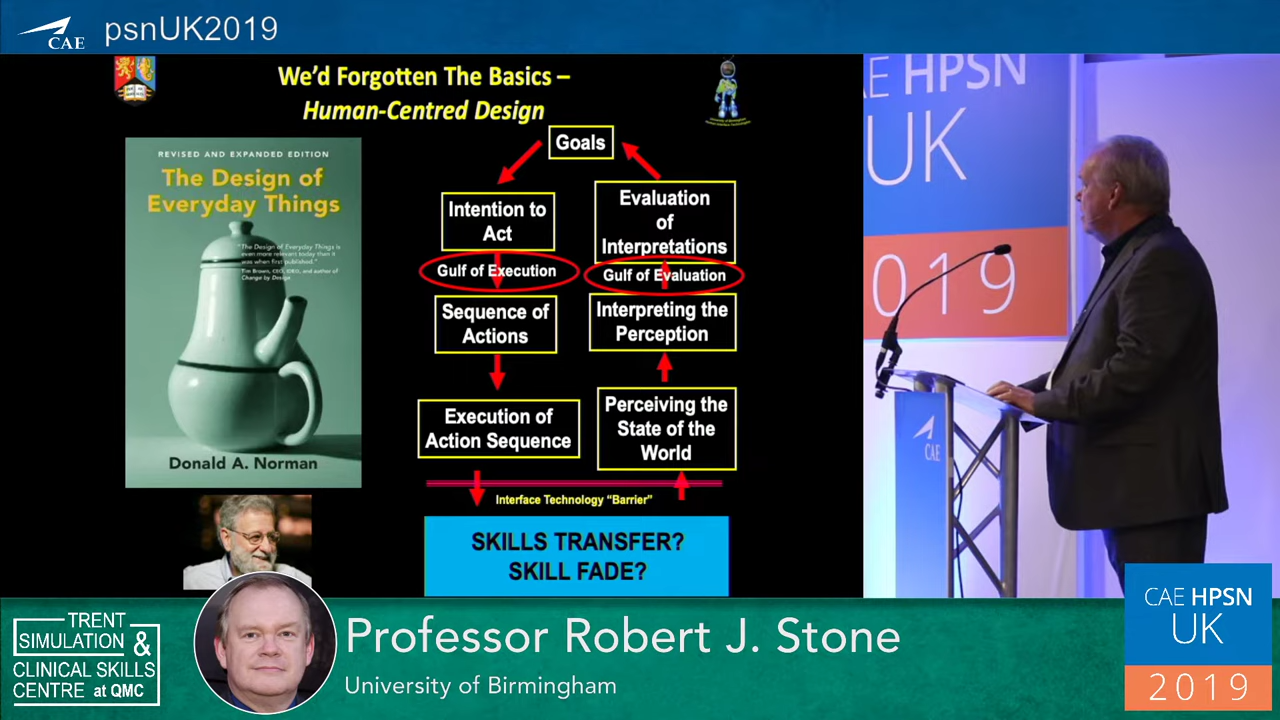 CAE
psnUK2019
We'd Forgotten The Basics –
Human-Centred Design
REVISED AND EXPANDED EDITION
The Design of
Everyday Things
"The Design of Everyday Things is
even more relevant today than it
was when first published."
Tim Brown, CEO, IDEO, and author of
Change by Design
Donald A. Norman
Goals
Intention to
Act
Gulf of Execution
Sequence of
Actions
Execution of
Action Sequence
Evaluation
of
Interpretations
Gulf of Evaluation
Interpreting the
Perception
Perceiving the
State of the
World
Interface Technology "Barrier"
SKILLS TRANSFER?
SKILL FADE?
AE HPSN
UK
2019
CAE
TRENT
SIMULATION &
CLINICAL SKILLS
CENTRE at QMC
Professor Robert J. Stone
University of Birmingham
CAE HPSN
UK
2019